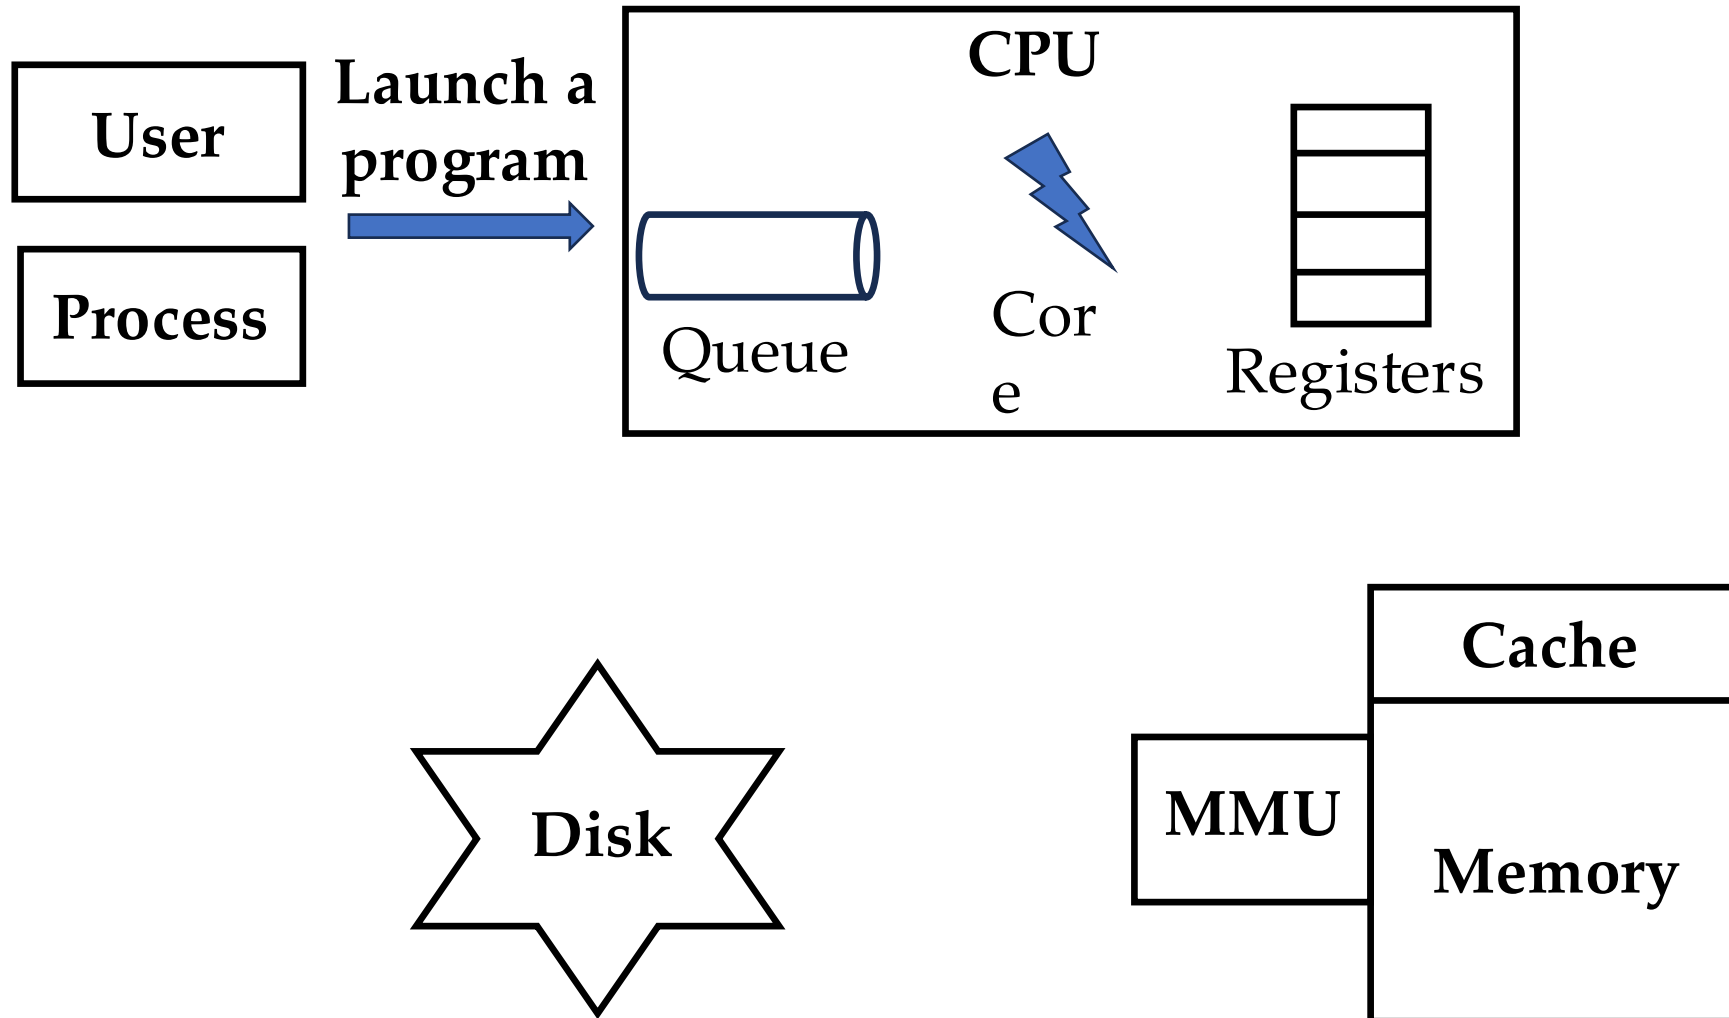 User
Process
Launch a
program
CPU
Queue
Cor
e
Registers
Disk
MMU
Cache
Memory